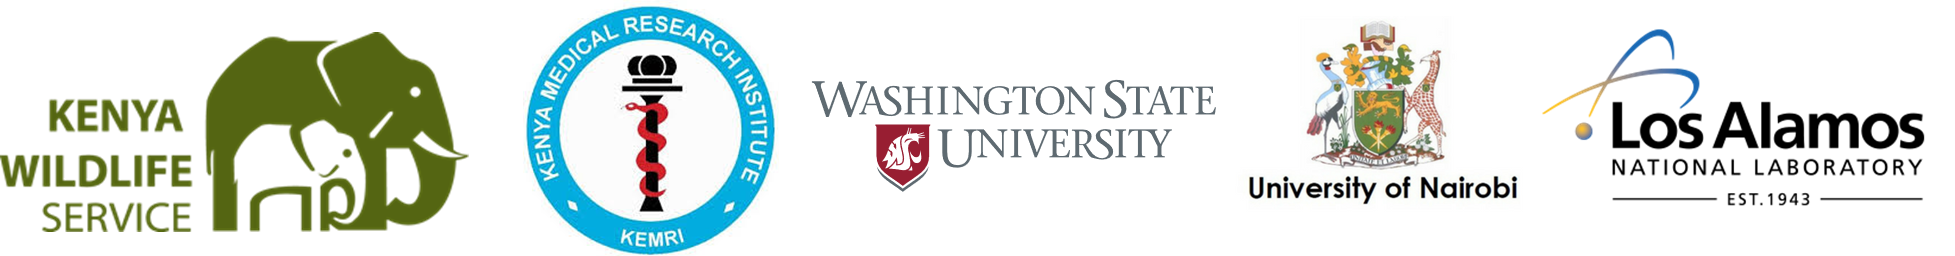 KENYA
WILDLIFE
SERVICE
KENYA MEDICAL RESEARCH INSTITUTE
KEMRI
WASHINGTON STATE
UNIVERSITY
University of Nairobi
Los Alamos
NATIONAL LABORATORY
EST.1943